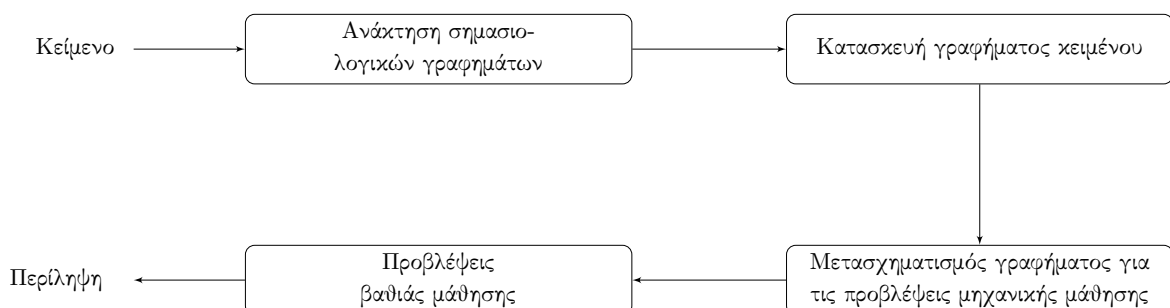 Κείμενο
Ανάκτηση σημασιο-
λογικών γραφημάτων
Κατασκευή γραφήματος κειμένου
Μετασχηματισμός γραφήματος για
τις προβλέψεις μηχανικής μάθησης
Προβλέψεις
βαθιάς μάθησης
Περίληψη